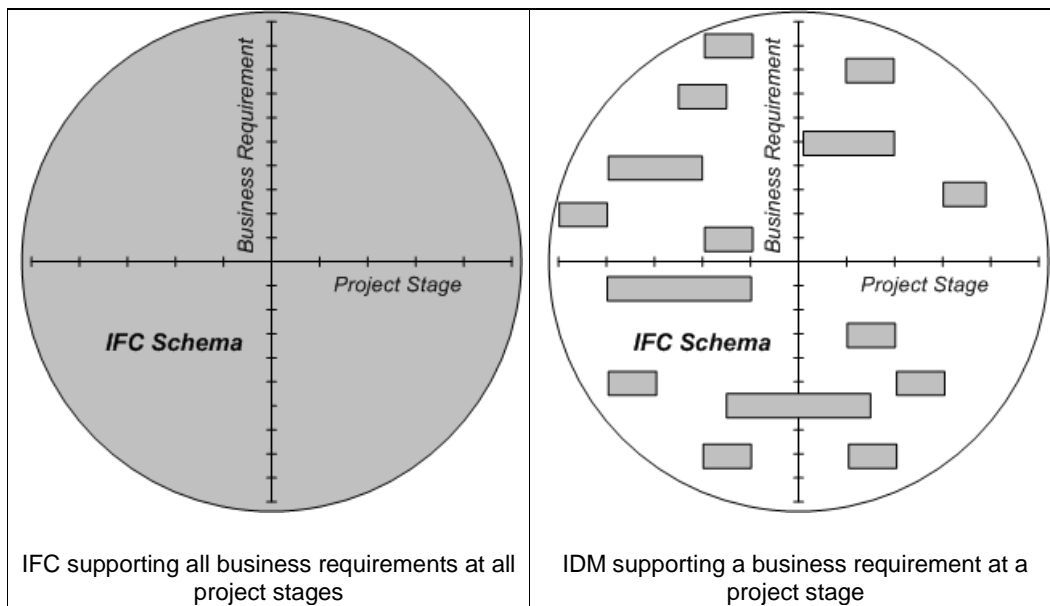 Business Requirement
Project Stage
IFC Schema
IFC supporting all business requirements at all
project stages
Business Requirement
Project Stage
IFC Schema
IDM supporting a business requirement at a
project stage